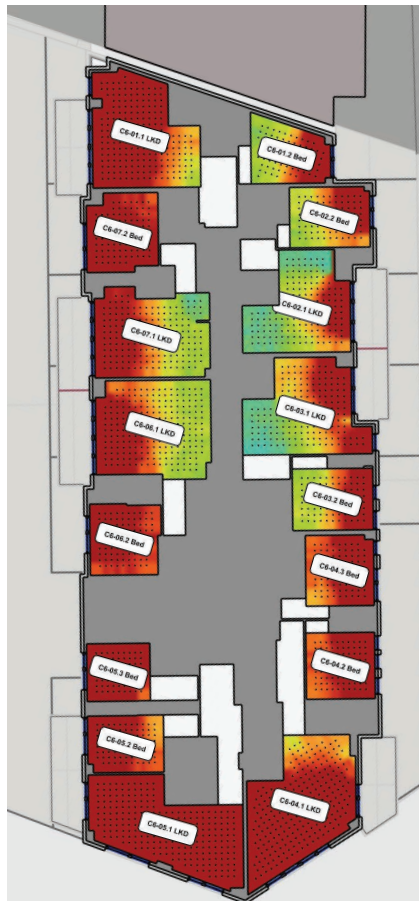 C6-01.1 LKD
C6-01.2 Bed
C6-02.2 Bed
C6-07.2 Bed
C6-02.1 LKD
C6-07.1 LKD
C6-03.1 LKD
C6-06.1 LKD
C6-03.2 Bed
C6-06.2 Bed
C6-04.3 Bed
C6-05.3 Bed
C6-04.2 Bed
C6-05.2 Bed
C6-04.1 LKD
C6-05.1 LKD